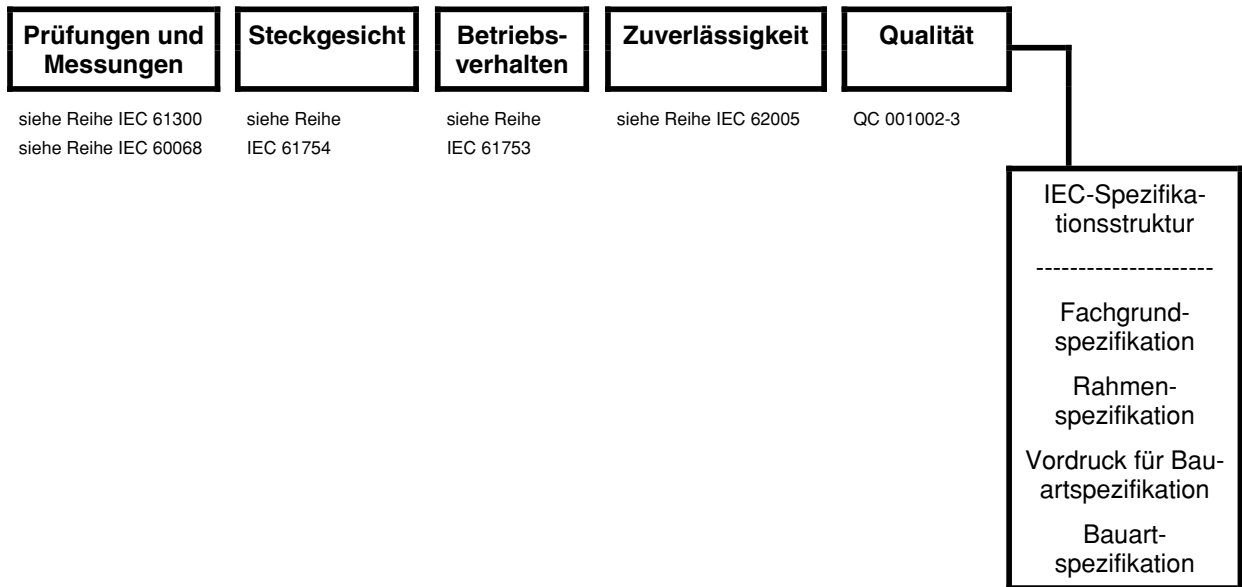 Prüfungen und
Messungen
siehe Reihe IEC 61300
siehe Reihe IEC 60068
Steckgesicht
siehe Reihe
IEC 61754
Betriebs-
verhalten
siehe Reihe
IEC 61753
Zuverlässigkeit
siehe Reihe IEC 62005
Qualität
QC 001002-3
IEC-Spezifika-
tionsstruktur
---------------------
Fachgrund-
spezifikation
Rahmen-
spezifikation
Vordruck für Bau-
artspezifikation
Bauart-
spezifikation